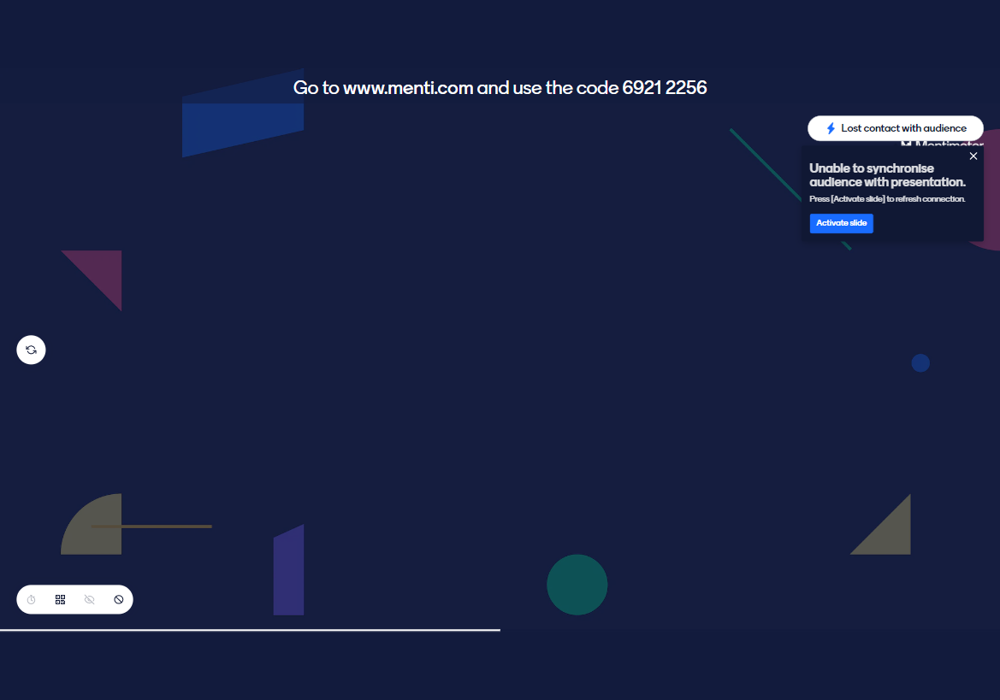 Go to www.menti.com and use the code 6921 2256
Lost contact with audience
Mentimeter
Unable to synchronise
audience with presentation.
Press [Activate slide] to refresh connection.
Activate slide